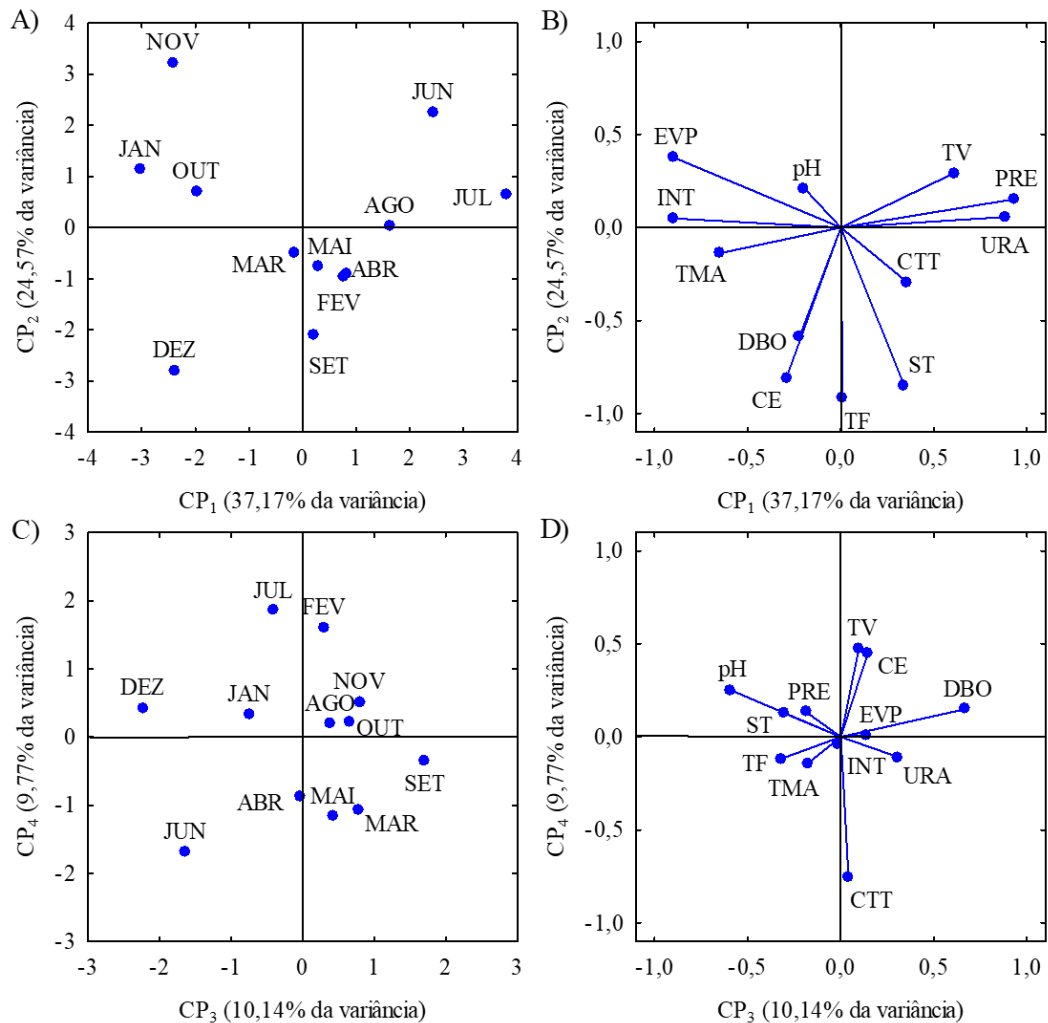 A)
4
3
2
1
0
-1
-2
-3
-4
CP2 (24,57% da variância)
NOV
JUN
JAN
OUT
AGO
JUL
MAR
MAI
ABR
FEV
SET
DEZ
-4
-3
-2
-1
0
1
2
3
4
CP1 (37,17% da variância)
B)
1,0
0,5
0,0
-0,5
-1,0
CP2 (24,57% da variância)
EVP
pH
TV
PRE
INT
URA
TMA
CTT
DBO
ST
CE
TF
-1,0
-0,5
0,0
0,5
1,0
CP1 (37,17% da variância)
C)
3
2
1
0
-1
-2
-3
CP4 (9,77% da variância)
JUL
FEV
DEZ
JAN
NOV
AGO
OUT
SET
ABR
MAI
MAR
JUN
-3
-2
-1
0
1
2
3
CP3 (10,14% da variância)
D)
1,0
0,5
0,0
-0,5
-1,0
CP4 (9,77% da variância)
TV
CE
pH
PRE
DBO
ST
EVP
TF
INT
URA
TMA
CTT
-1,0
-0,5
0,0
0,5
1,0
CP3 (10,14% da variância)